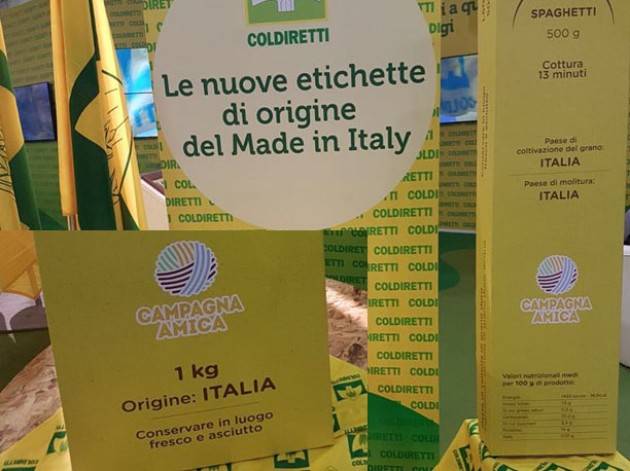 COLDIRETTI
Le nuove etichette
di origine
del Made in Italy
SPAGHETTI
500 g
Cottura
13 minuti
Paese di
coltivazione del grano:
ITALIA
Paese di molitura:
ITALIA
CAMPAGNA
AMICA
Valori nutrizionali medi
per 100 g di prodotto:
CAMPAGNA
AMICA
1 kg
Origine: ITALIA
Conservare in luogo
fresco e asciutto
COLDIRETTI
COLDIRETTI
COLDIRETTI
COLDIRETTI